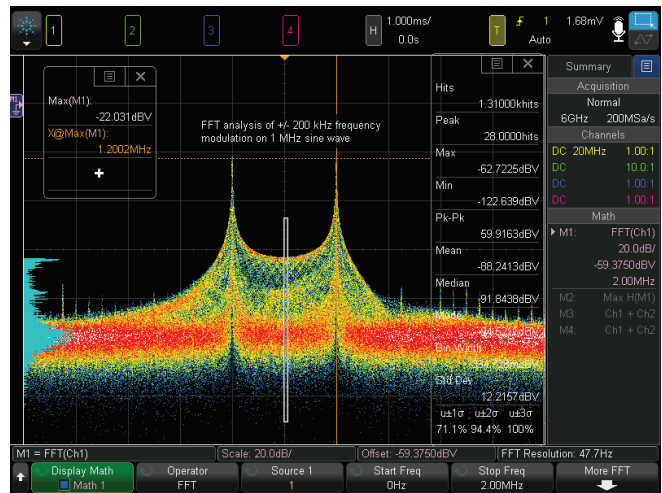 1
2
3
4
H
1.000ms/
0.0s
T
1
1.68mV
Auto
Max(M1):
-22.031dBV
X@Max(M1):
1.2002MHz
FFT analysis of +/- 200 kHz frequency
modulation on 1 MHz sine wave
M1
Hits
1.31000khits
Peak
28.0000hits
Max
-62.7225dBV
Min
-122.639dBV
Pk-Pk
59.9163dBV
Mean
-88.2413dBV
Median
-91.8438dBV
Mode
Bin Width
Std Dev
12.2157dBV
u±1σ u±2σ u±3σ
71.1% 94.4% 100%
Summary
Acquisition
Normal
6GHz 200MSa/s
Channels
DC 20MHz 1.00:1
DC 10.0:1
DC 1.00:1
DC 1.00:1
Math
M1: FFT(Ch1)
20.0dB/
-59.3750dBV
2.00MHz
M2: Max H(M1)
M3: Ch1 + Ch2
M4: Ch1 + Ch2
M1 = FFT(Ch1)
Scale: 20.0dB/
Offset: -59.3750dBV
FFT Resolution: 47.7Hz
Display Math
Math 1
Operator
FFT
Source 1
1
Start Freq
0Hz
Stop Freq
2.00MHz
More FFT